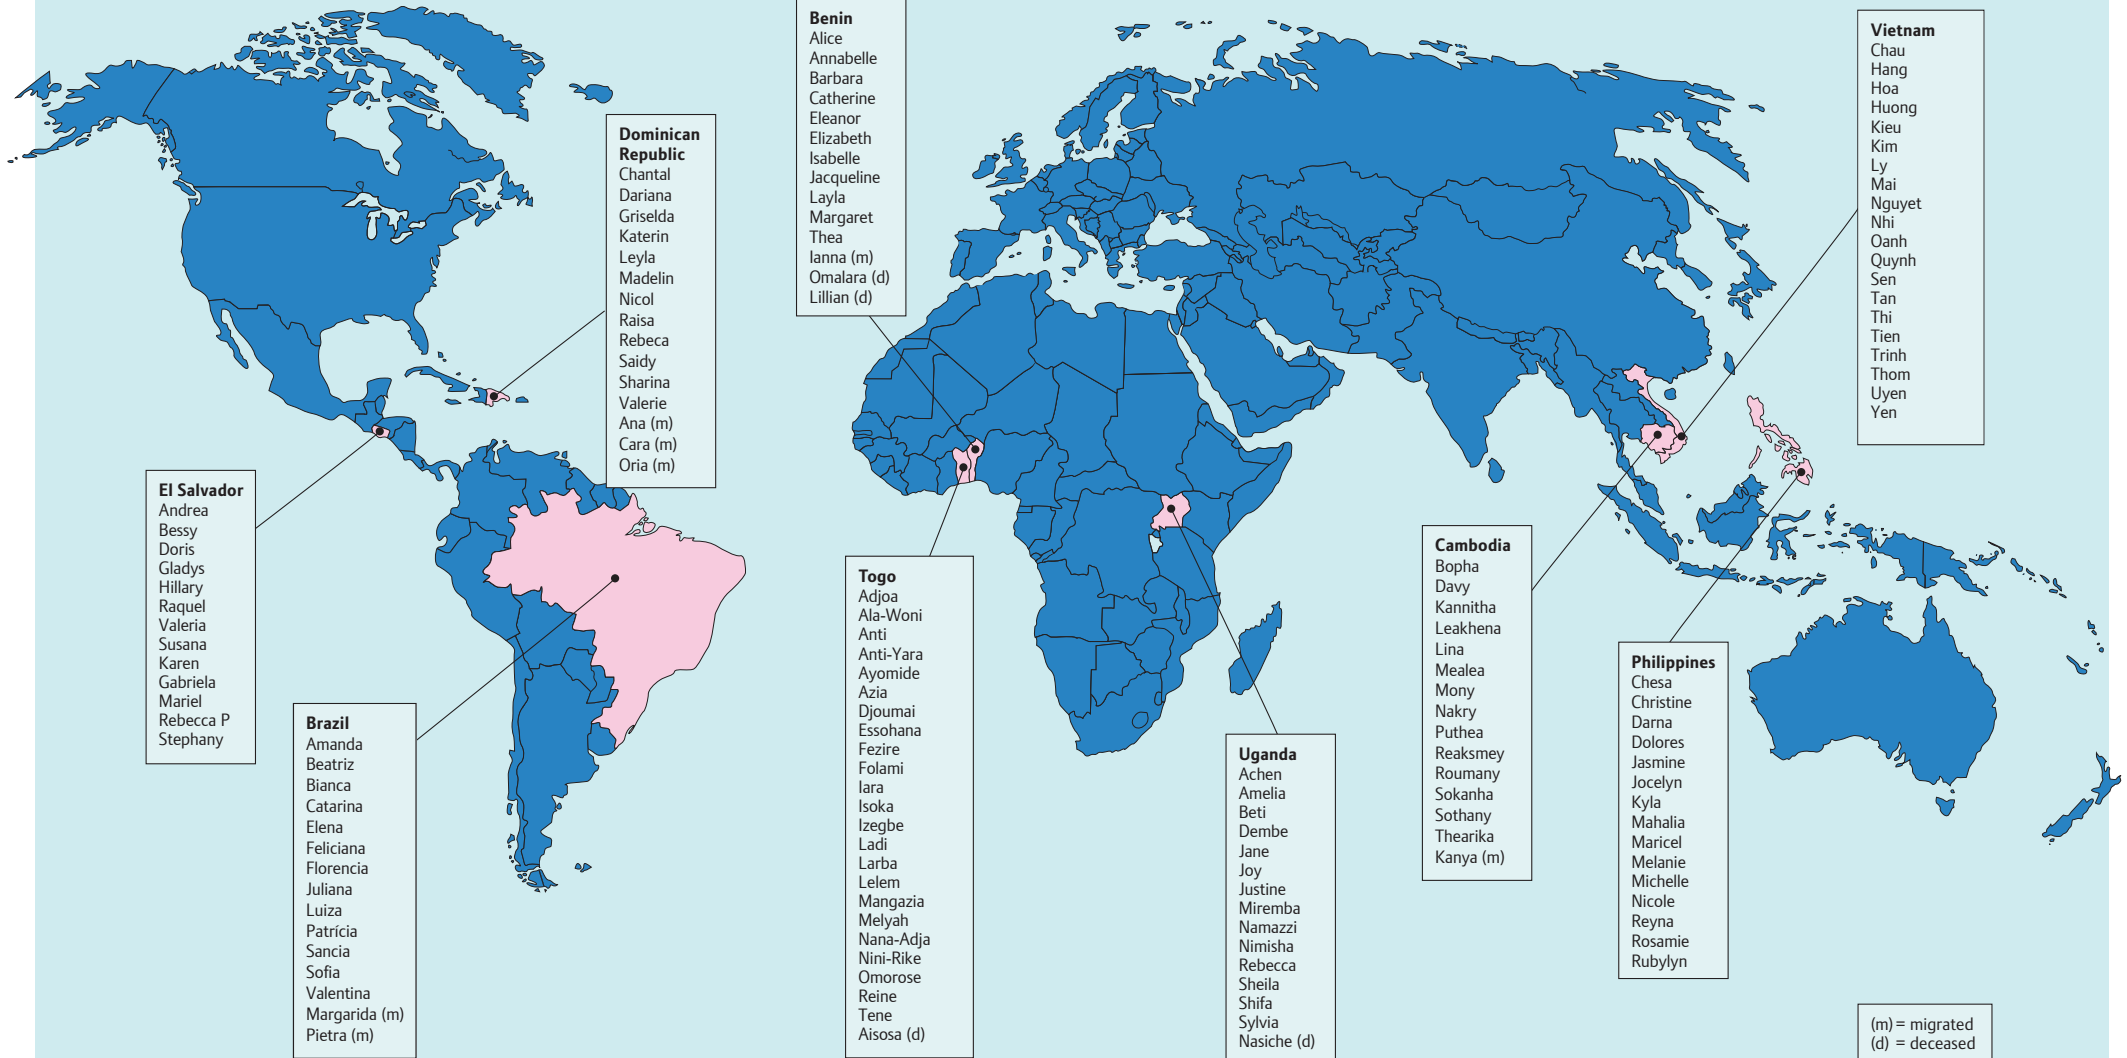 Benin
Alice
Annabelle
Barbara
Catherine
Eleanor
Elizabeth
Isabelle
Jacqueline
Layla
Margaret
Thea
Ianna (m)
Omalara (d)
Lillian (d)
Vietnam
Chau
Hang
Hoa
Huong
Kieu
Kim
Ly
Mai
Nguyet
Nhi
Oanh
Quynh
Sen
Tan
Thi
Tien
Trinh
Thom
Uyen
Yen
Dominican
Republic
Chantal
Dariana
Griselda
Katerin
Leyla
Madelin
Nicol
Raisa
Rebeca
Saidy
Sharina
Valerie
Ana (m)
Cara (m)
Oria (m)
El Salvador
Andrea
Bessy
Doris
Gladys
Hillary
Raquel
Valeria
Susana
Karen
Gabriela
Mariel
Rebecca P
Stephany
Brazil
Amanda
Beatriz
Bianca
Catarina
Elena
Feliciana
Florencia
Juliana
Luiza
Patrícia
Sancia
Sofia
Valentina
Margarida (m)
Pietra (m)
Togo
Adjoa
Ala-Woni
Anti
Anti-Yara
Ayomide
Azia
Djoumai
Essohana
Fezire
Folami
Iara
Isoka
Izegbe
Ladi
Larba
Lelem
Mangazia
Melyah
Nana-Adja
Nini-Rike
Omorose
Reine
Tene
Aisosa (d)
Uganda
Achen
Amelia
Beti
Dembe
Jane
Joy
Justine
Miremba
Namazzi
Nimisha
Rebecca
Sheila
Shifa
Sylvia
Nasiche (d)
Cambodia
Bopha
Davy
Kannitha
Leakhena
Lina
Mealea
Mony
Nakry
Puthea
Reaksmey
Roumany
Sokanha
Sothany
Thearika
Kanya (m)
Philippines
Chesa
Christine
Darna
Dolores
Jasmine
Jocelyn
Kyla
Mahalia
Maricel
Melanie
Michelle
Nicole
Reyna
Rosamie
Rubylyn
(m) = migrated
(d) = deceased